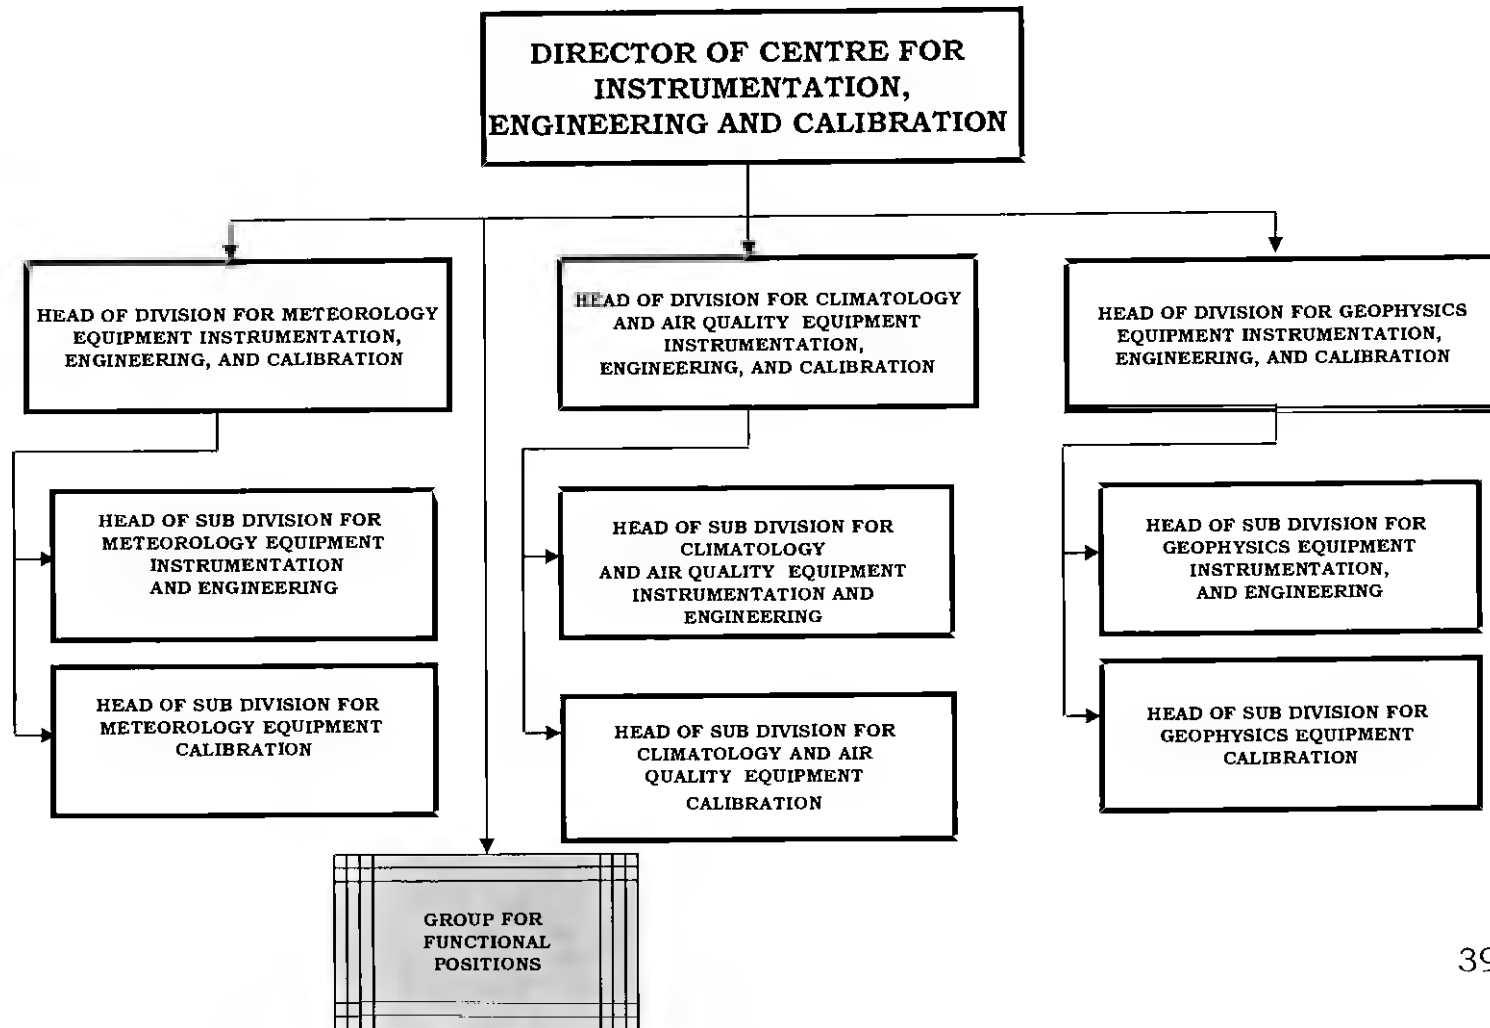 DIRECTOR OF CENTRE FOR
INSTRUMENTATION,
ENGINEERING AND CALIBRATION
HEAD OF DIVISION FOR METEOROLOGY
EQUIPMENT INSTRUMENTATION,
ENGINEERING, AND CALIBRATION
HEAD OF DIVISION FOR CLIMATOLOGY
AND AIR QUALITY EQUIPMENT
INSTRUMENTATION,
ENGINEERING, AND CALIBRATION
HEAD OF DIVISION FOR GEOPHYSICS
EQUIPMENT INSTRUMENTATION,
ENGINEERING, AND CALIBRATION
HEAD OF SUB DIVISION FOR
METEOROLOGY EQUIPMENT
INSTRUMENTATION
AND ENGINEERING
HEAD OF SUB DIVISION FOR
CLIMATOLOGY
AND AIR QUALITY EQUIPMENT
INSTRUMENTATION AND
ENGINEERING
HEAD OF SUB DIVISION FOR
GEOPHYSICS EQUIPMENT
INSTRUMENTATION,
AND ENGINEERING
HEAD OF SUB DIVISION FOR
METEOROLOGY EQUIPMENT
CALIBRATION
HEAD OF SUB DIVISION FOR
CLIMATOLOGY AND AIR
QUALITY EQUIPMENT
CALIBRATION
HEAD OF SUB DIVISION FOR
GEOPHYSICS EQUIPMENT
CALIBRATION
GROUP FOR
FUNCTIONAL
POSITIONS
39